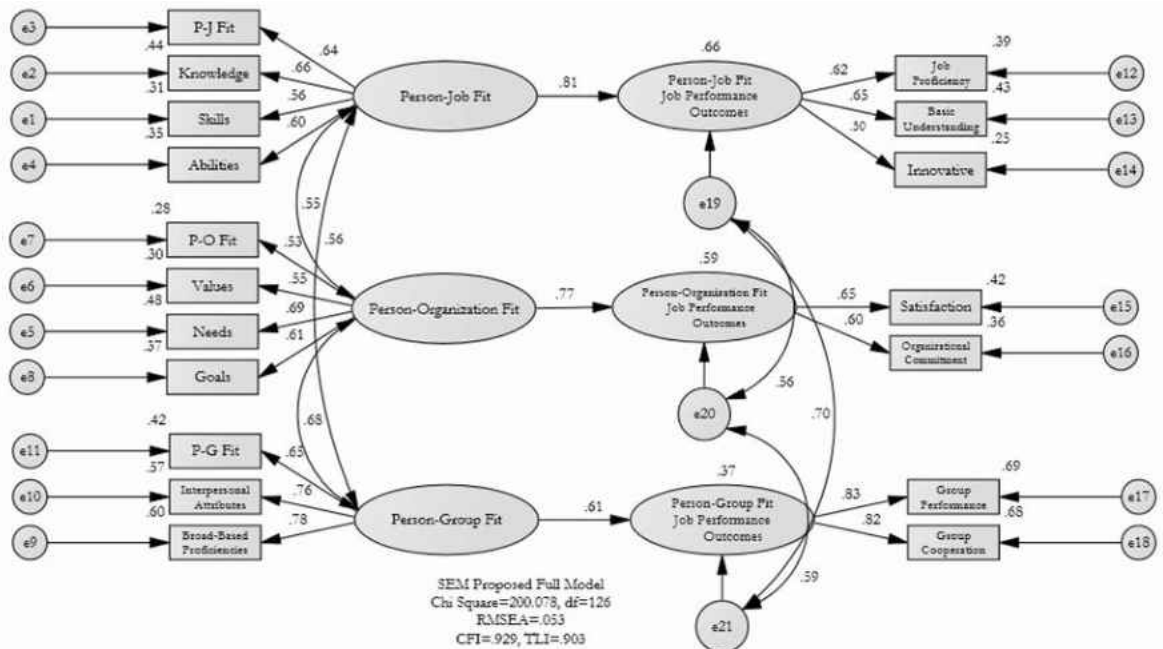 e3
P-J Fit
.44
.64
e2
Knowledge
.31
.66
e1
Skills
.35
.56
.60
e4
Abilities
Person-Job Fit
.81
.66
Person-Job Fit
Job Performance
Outcomes
.62
.65
.50
.39
Job
Proficiency
.43
e12
Basic
Understanding
.25
e13
Innovative
e14
e19
.55
.56
.28
e7
P-O Fit
.30
.53
e6
Values
.48
.55
e5
Needs
.37
.69
.61
e8
Goals
Person-Organization Fit
.77
.59
Person-Organization Fit
Job Performance
Outcomes
.65
.60
.42
Satisfaction
.36
e15
Organizational
Commitment
e16
e20
.56
.70
.68
.42
e11
P-G Fit
.57
.65
e10
Interpersonal
Attributes
.60
.76
e9
Broad-Based
Proficiencies
.78
Person-Group Fit
.61
.37
Person-Group Fit
Job Performance
Outcomes
.83
.82
.69
Group
Performance
.68
e17
Group
Cooperation
e18
.59
e21
SEM Proposed Full Model
Chi Square=200.078, df=126
RMSEA=.053
CFI=.929, TLI=.903